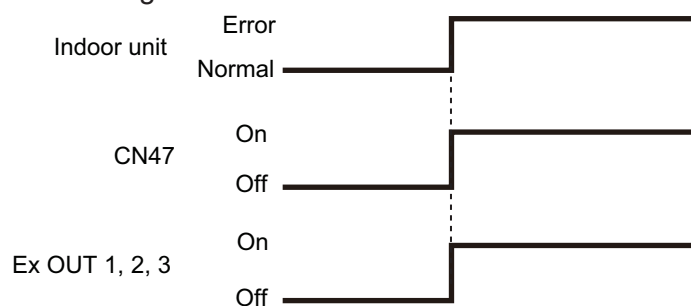 Error
Indoor unit
Normal
On
CN47
Off
On
Ex OUT 1, 2, 3
Off